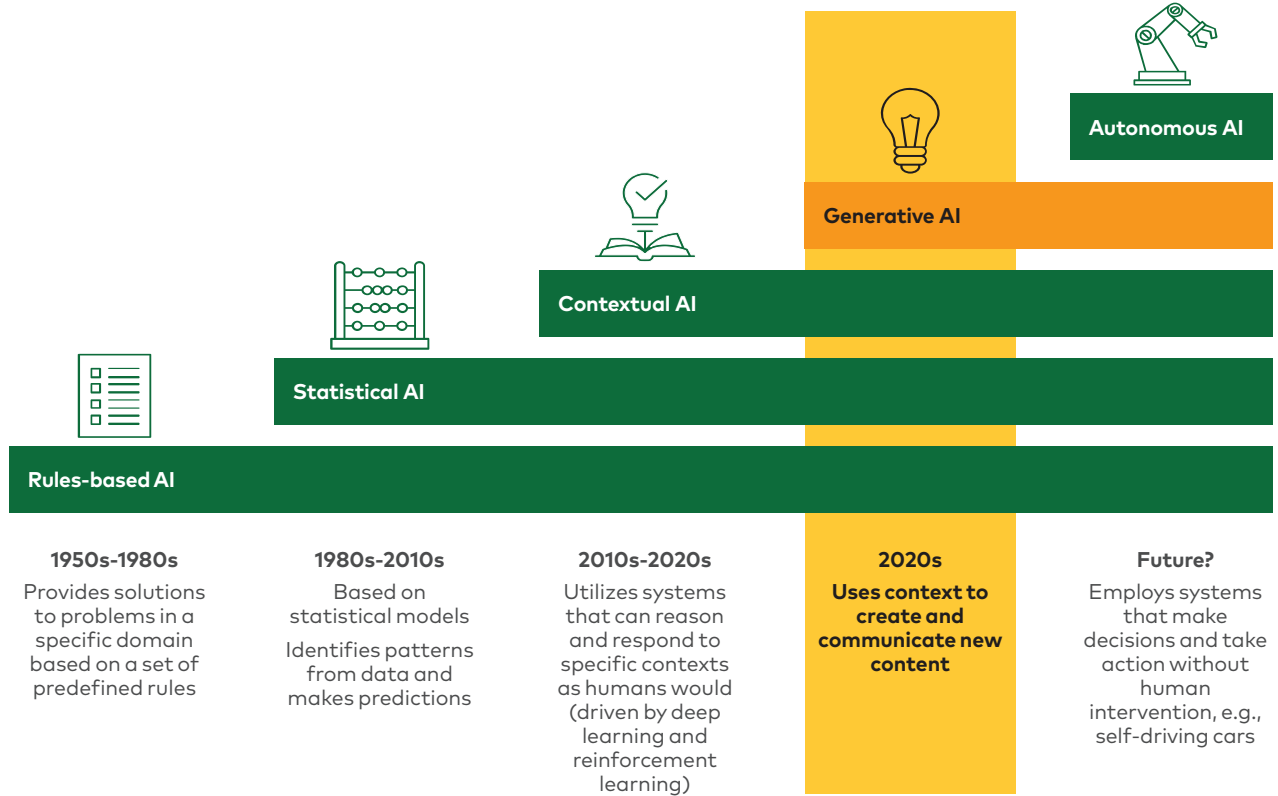 Autonomous AI
Generative AI
Contextual AI
Statistical AI
Rules-based AI
1950s-1980s
Provides solutions
to problems in a
specific domain
based on a set of
predefined rules
1980s-2010s
Based on
statistical models
Identifies patterns
from data and
makes predictions
2010s-2020s
Utilizes systems
that can reason
and respond to
specific contexts
as humans would
(driven by deep
learning and
reinforcement
learning)
2020s
Uses context to
create and
communicate new
content
Future?
Employs systems
that make
decisions and take
action without
human
intervention, e.g.,
self-driving cars